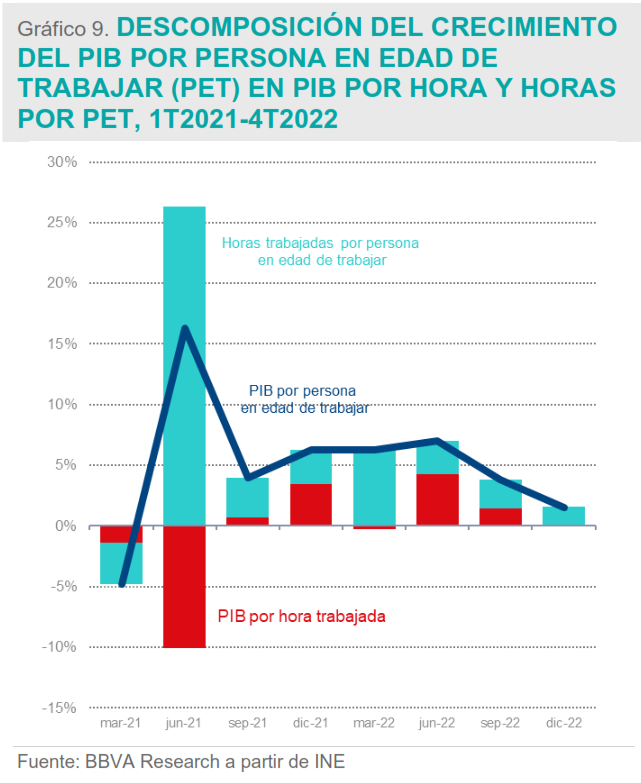 Gráfico 9. DESCOMPOSICIÓN DEL CRECIMIENTO
DEL PIB POR PERSONA EN EDAD DE
TRABAJAR (PET) EN PIB POR HORA Y HORAS
POR PET, 1T2021-4T2022
30%
25%
Horas trabajadas por persona
en edad de trabajar
20%
15%
PIB por persona
en edad de trabajar
10%
5%
0%
-5%
PIB por hora trabajada
-10%
-15%
mar-21 jun-21 sep-21 dic-21 mar-22 jun-22 sep-22 dic-22
Fuente: BBVA Research a partir de INE